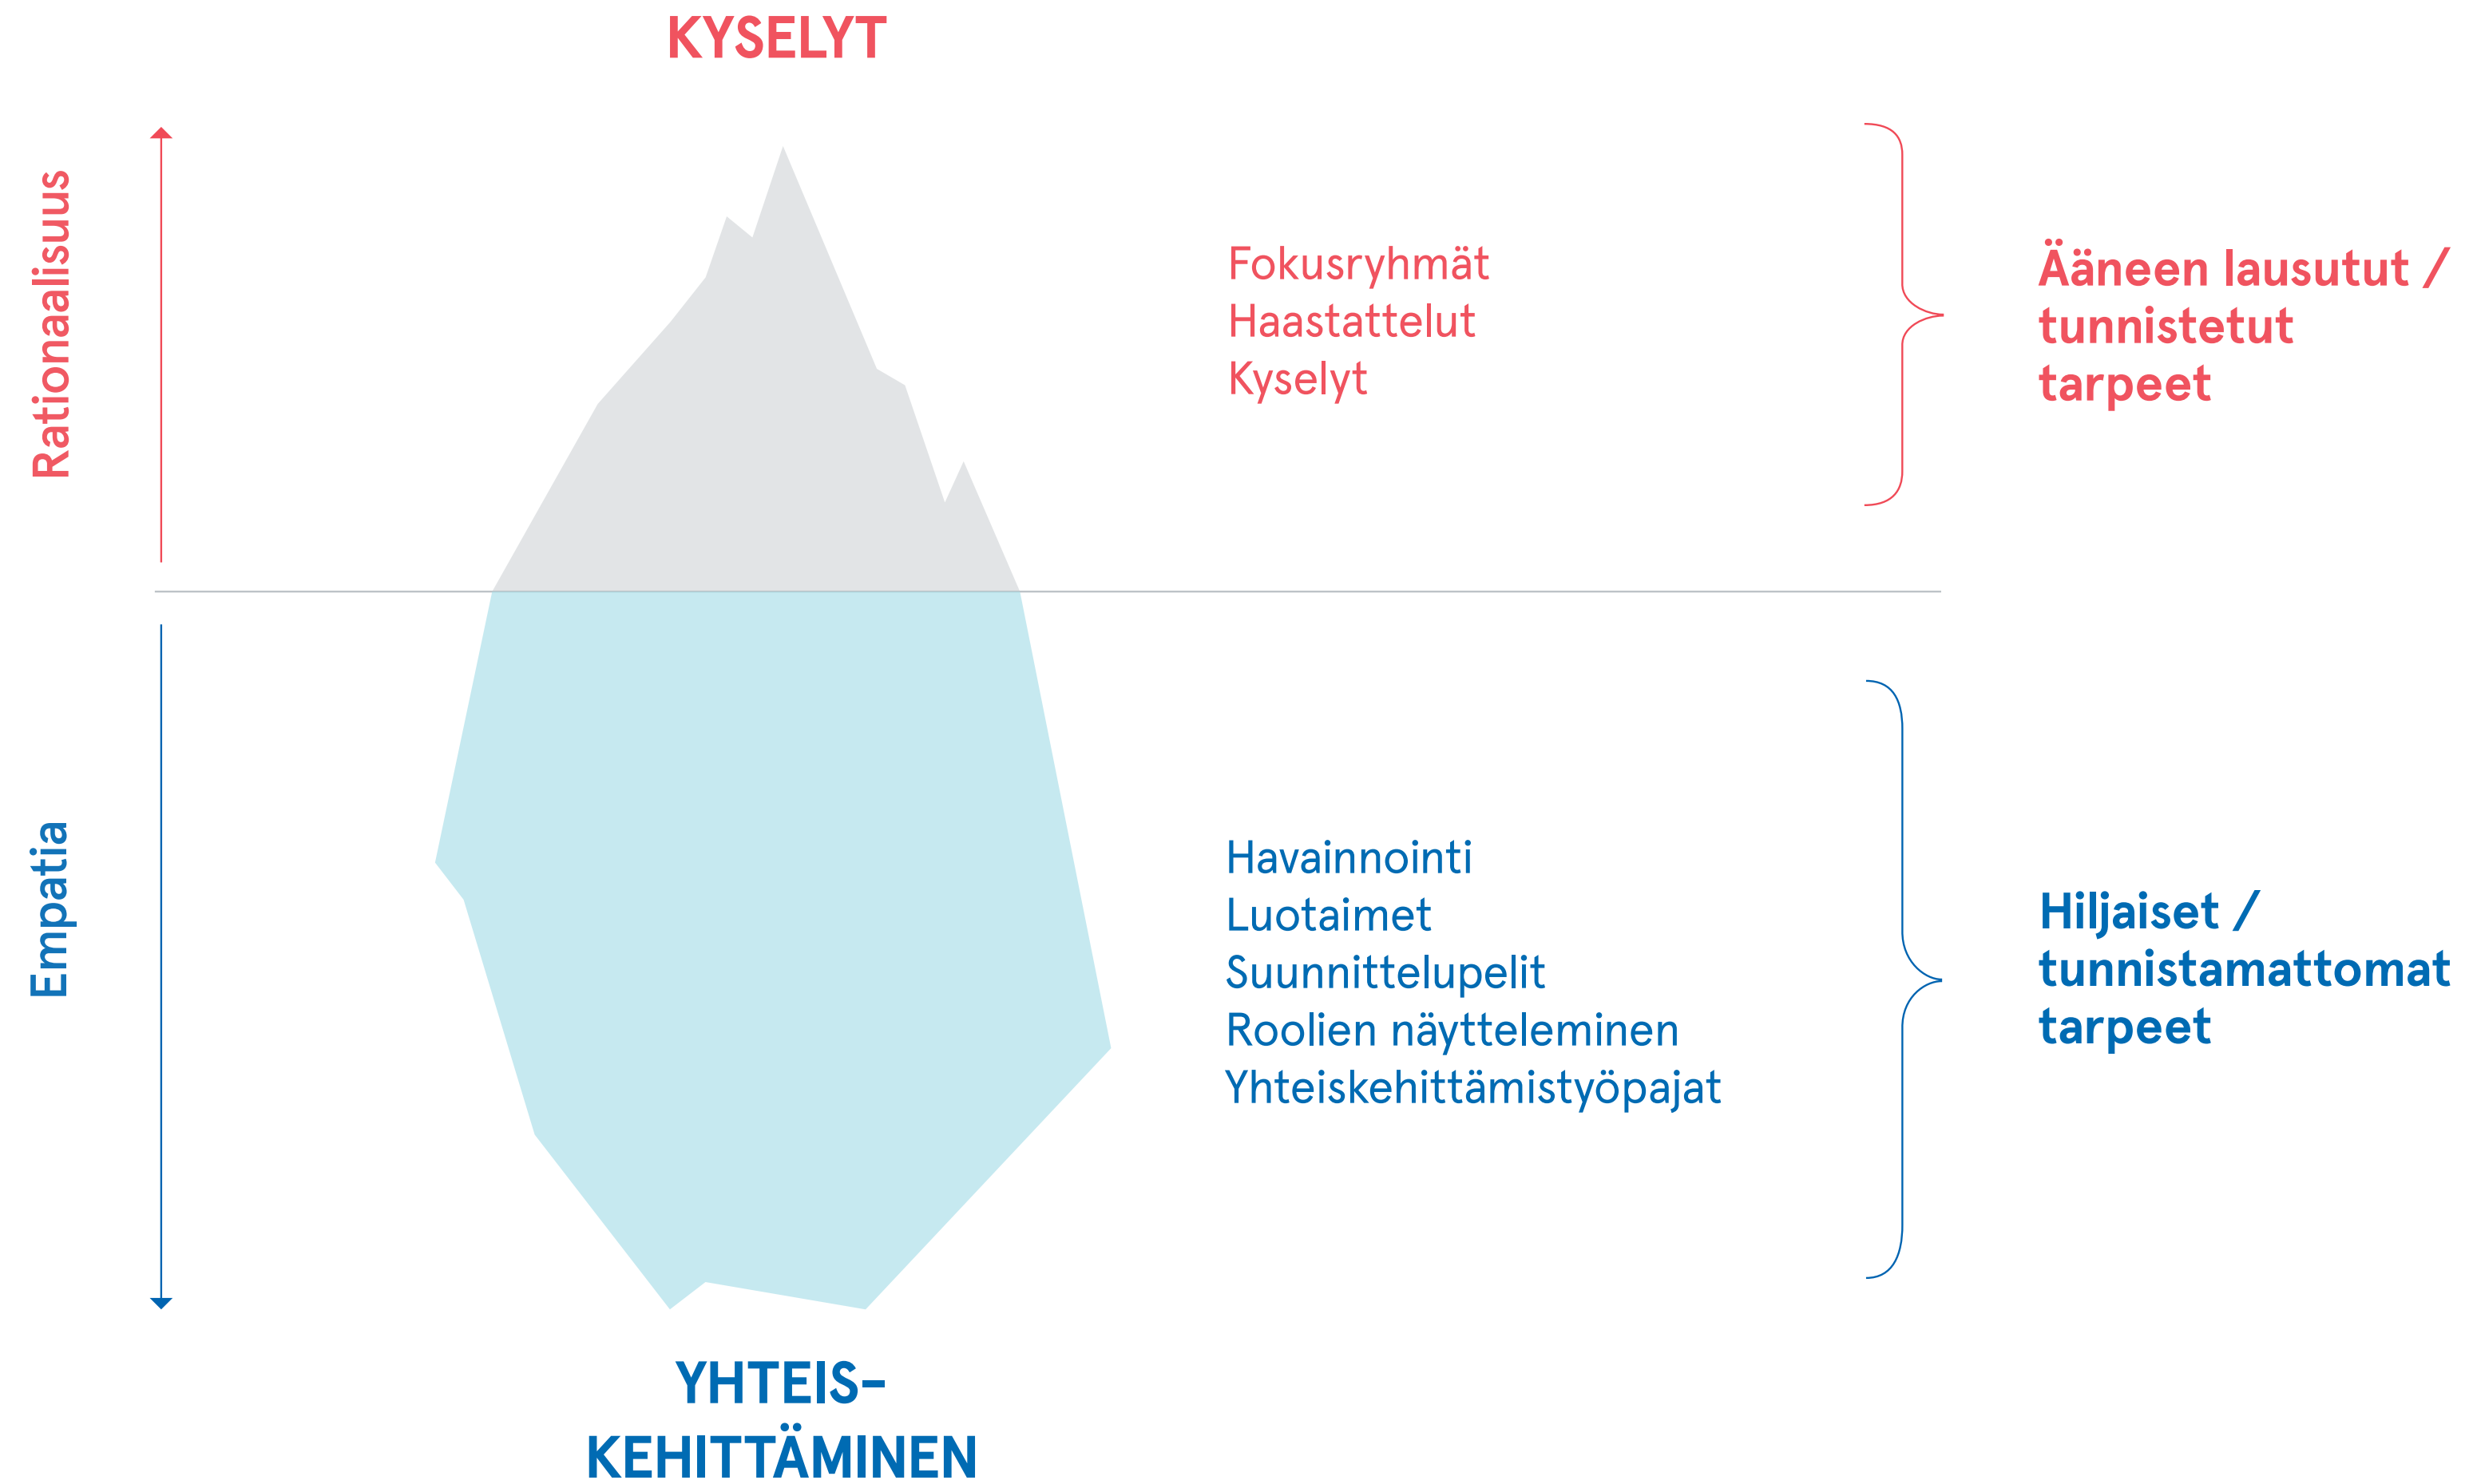 KYSELYT
Rationaalisuus
Fokusryhmät
Haastattelut
Kyselyt
Ääneen lausutut /
tunnistetut
tarpeet
Empatia
Havainnointi
Luotaimet
Suunnittelupelit
Roolien näytteleminen
Yhteiskehittämistyöpajat
Hiljaiset /
tunnistamattomat
tarpeet
YHTEIS-
KEHITTÄMINEN